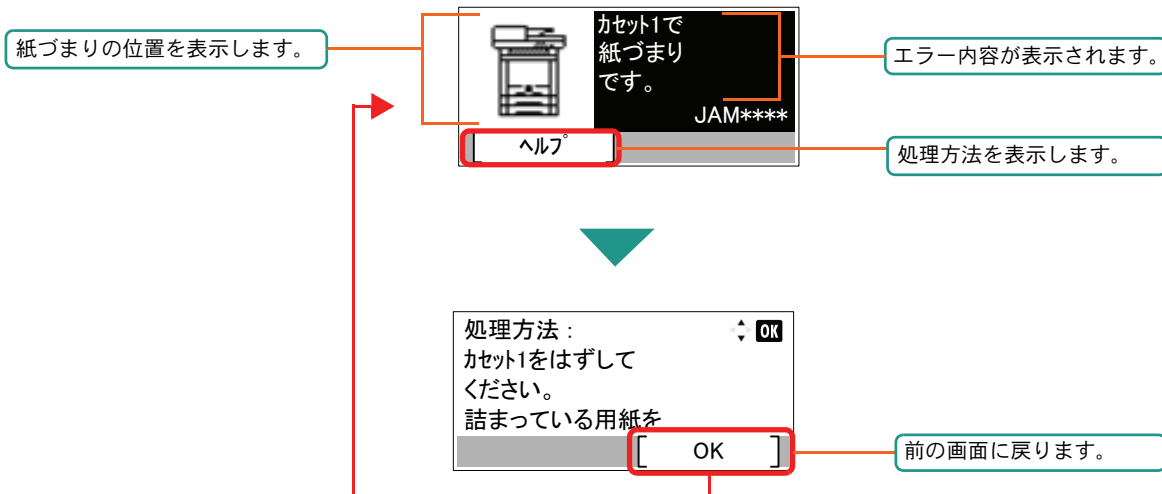 紙づまりの位置を表示します。
ｶｾｯﾄ1で
紙づまり
です。
JAM****
[ ﾍﾙﾌﾟ ]
エラー内容が表示されます。
処理方法を表示します。
処理方法：
OK
ｶｾｯﾄ1をはずして
ください。
詰まっている用紙を
[ OK ]
前の画面に戻ります。